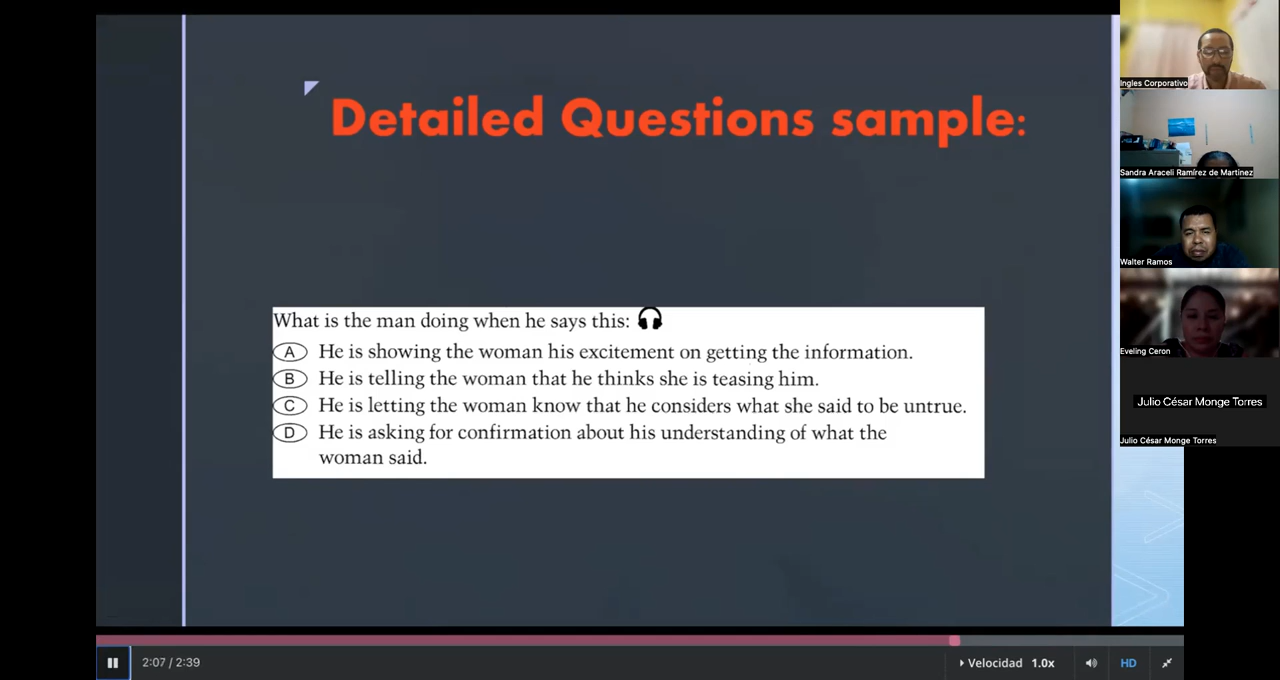 Detailed Questions sample:
What is the man doing when he says this:
A He is showing the woman his excitement on getting the information.
B He is telling the woman that he thinks she is teasing him.
C He is letting the woman know that he considers what she said to be untrue.
D He is asking for confirmation about his understanding of what the
woman said.
2:07 / 2:39
Velocidad 1.0x
HD
Ingles Corporativo
Sandra Araceli Ramírez de Martínez
Walter Ramos
Eveling Ceron
Julio César Monge Torres
Julio César Monge Torres